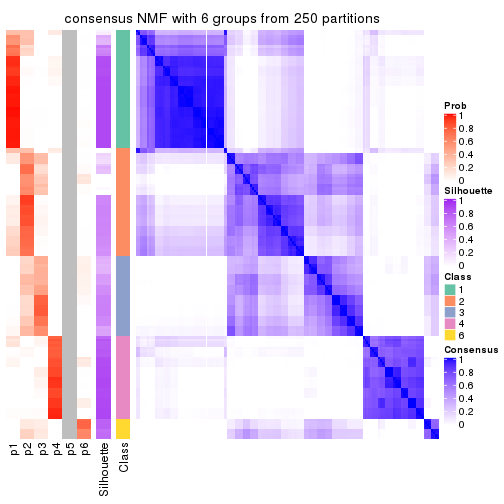 consensus NMF with 6 groups from 250 partitions
Prob
1
0.8
0.6
0.4
0.2
0
Silhouette
1
0.8
0.6
0.4
0.2
0
Class
1
2
3
4
6
Consensus
1
0.8
0.6
0.4
0.2
0
p1
p2
p3
p4
p5
p6
Silhouette
Class